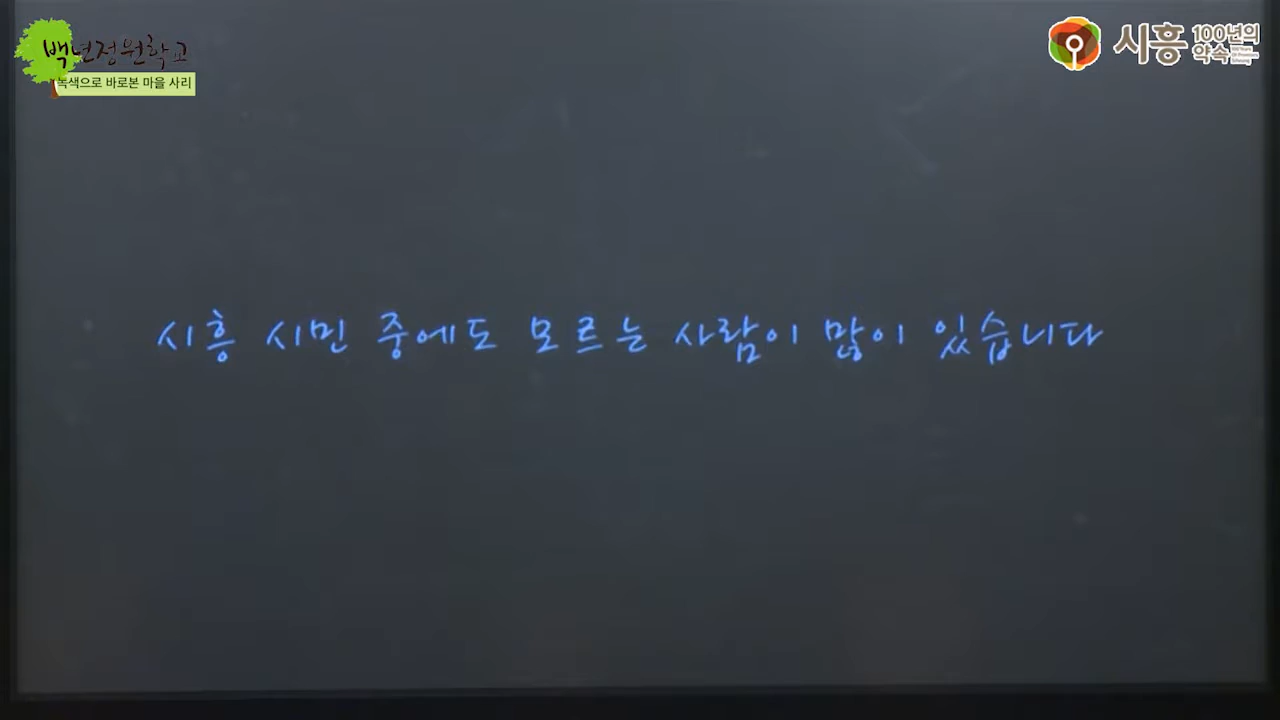 백년정원학교
녹색으로 바로본 마을 사리
시흥 100년의
약속
시흥 시민 중에도 모르는 사람이 많이 있습니다